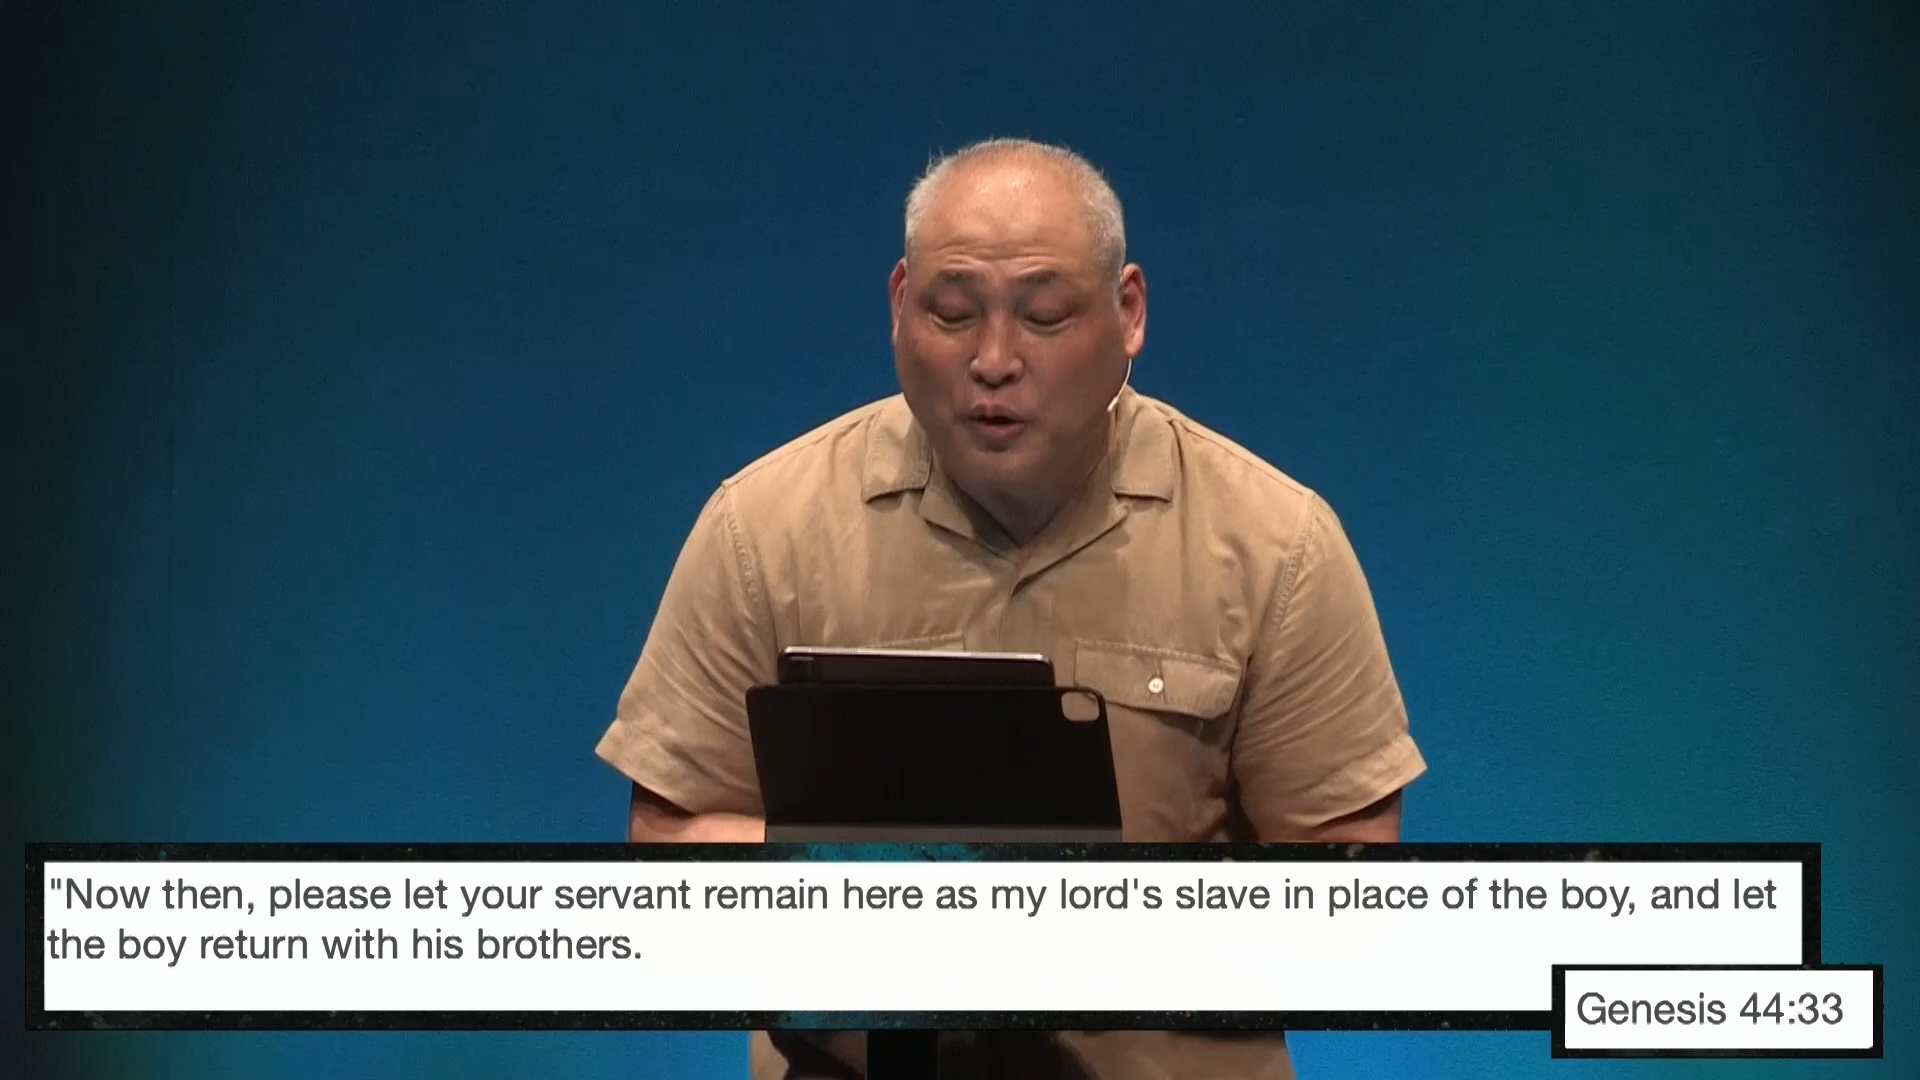 "Now then, please let your servant remain here as my lord's slave in place of the boy, and let
the boy return with his brothers.
Genesis 44:33